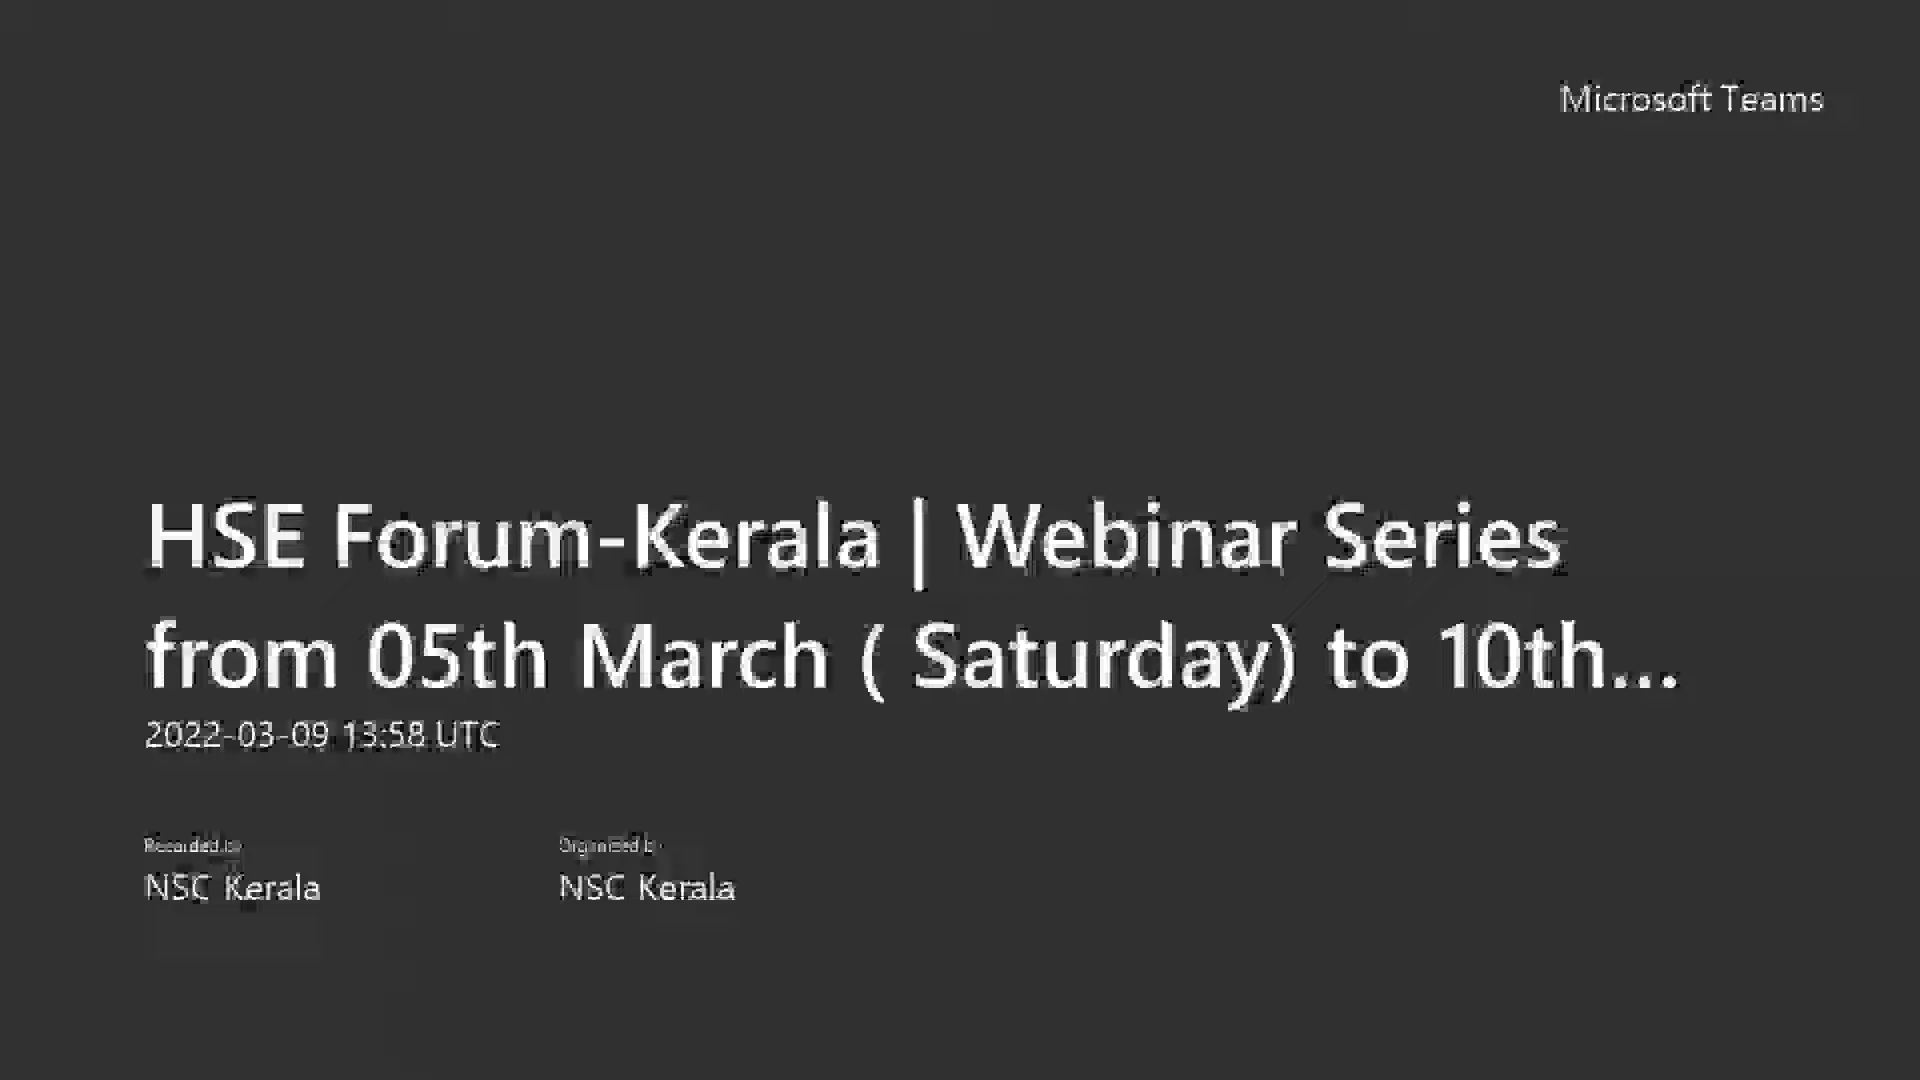 Microsoft Teams
HSE Forum-Kerala | Webinar Series
from 05th March ( Saturday) to 10th...
2022-03-09 13:58 UTC
Recorded by
Organized by
NSC Kerala
NSC Kerala